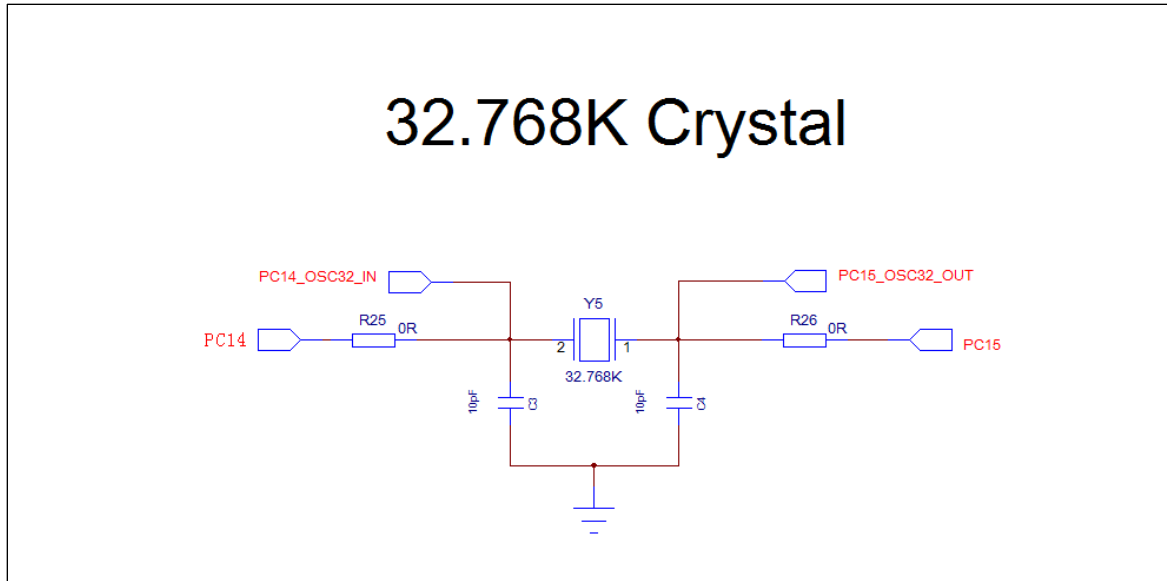 32.768K Crystal
PC14_OSC32_IN
PC15_OSC32_OUT
Y5
R25
R26
PC14
0R
0R
PC15
2
1
32.768K
10pF
C3
10pF
C4